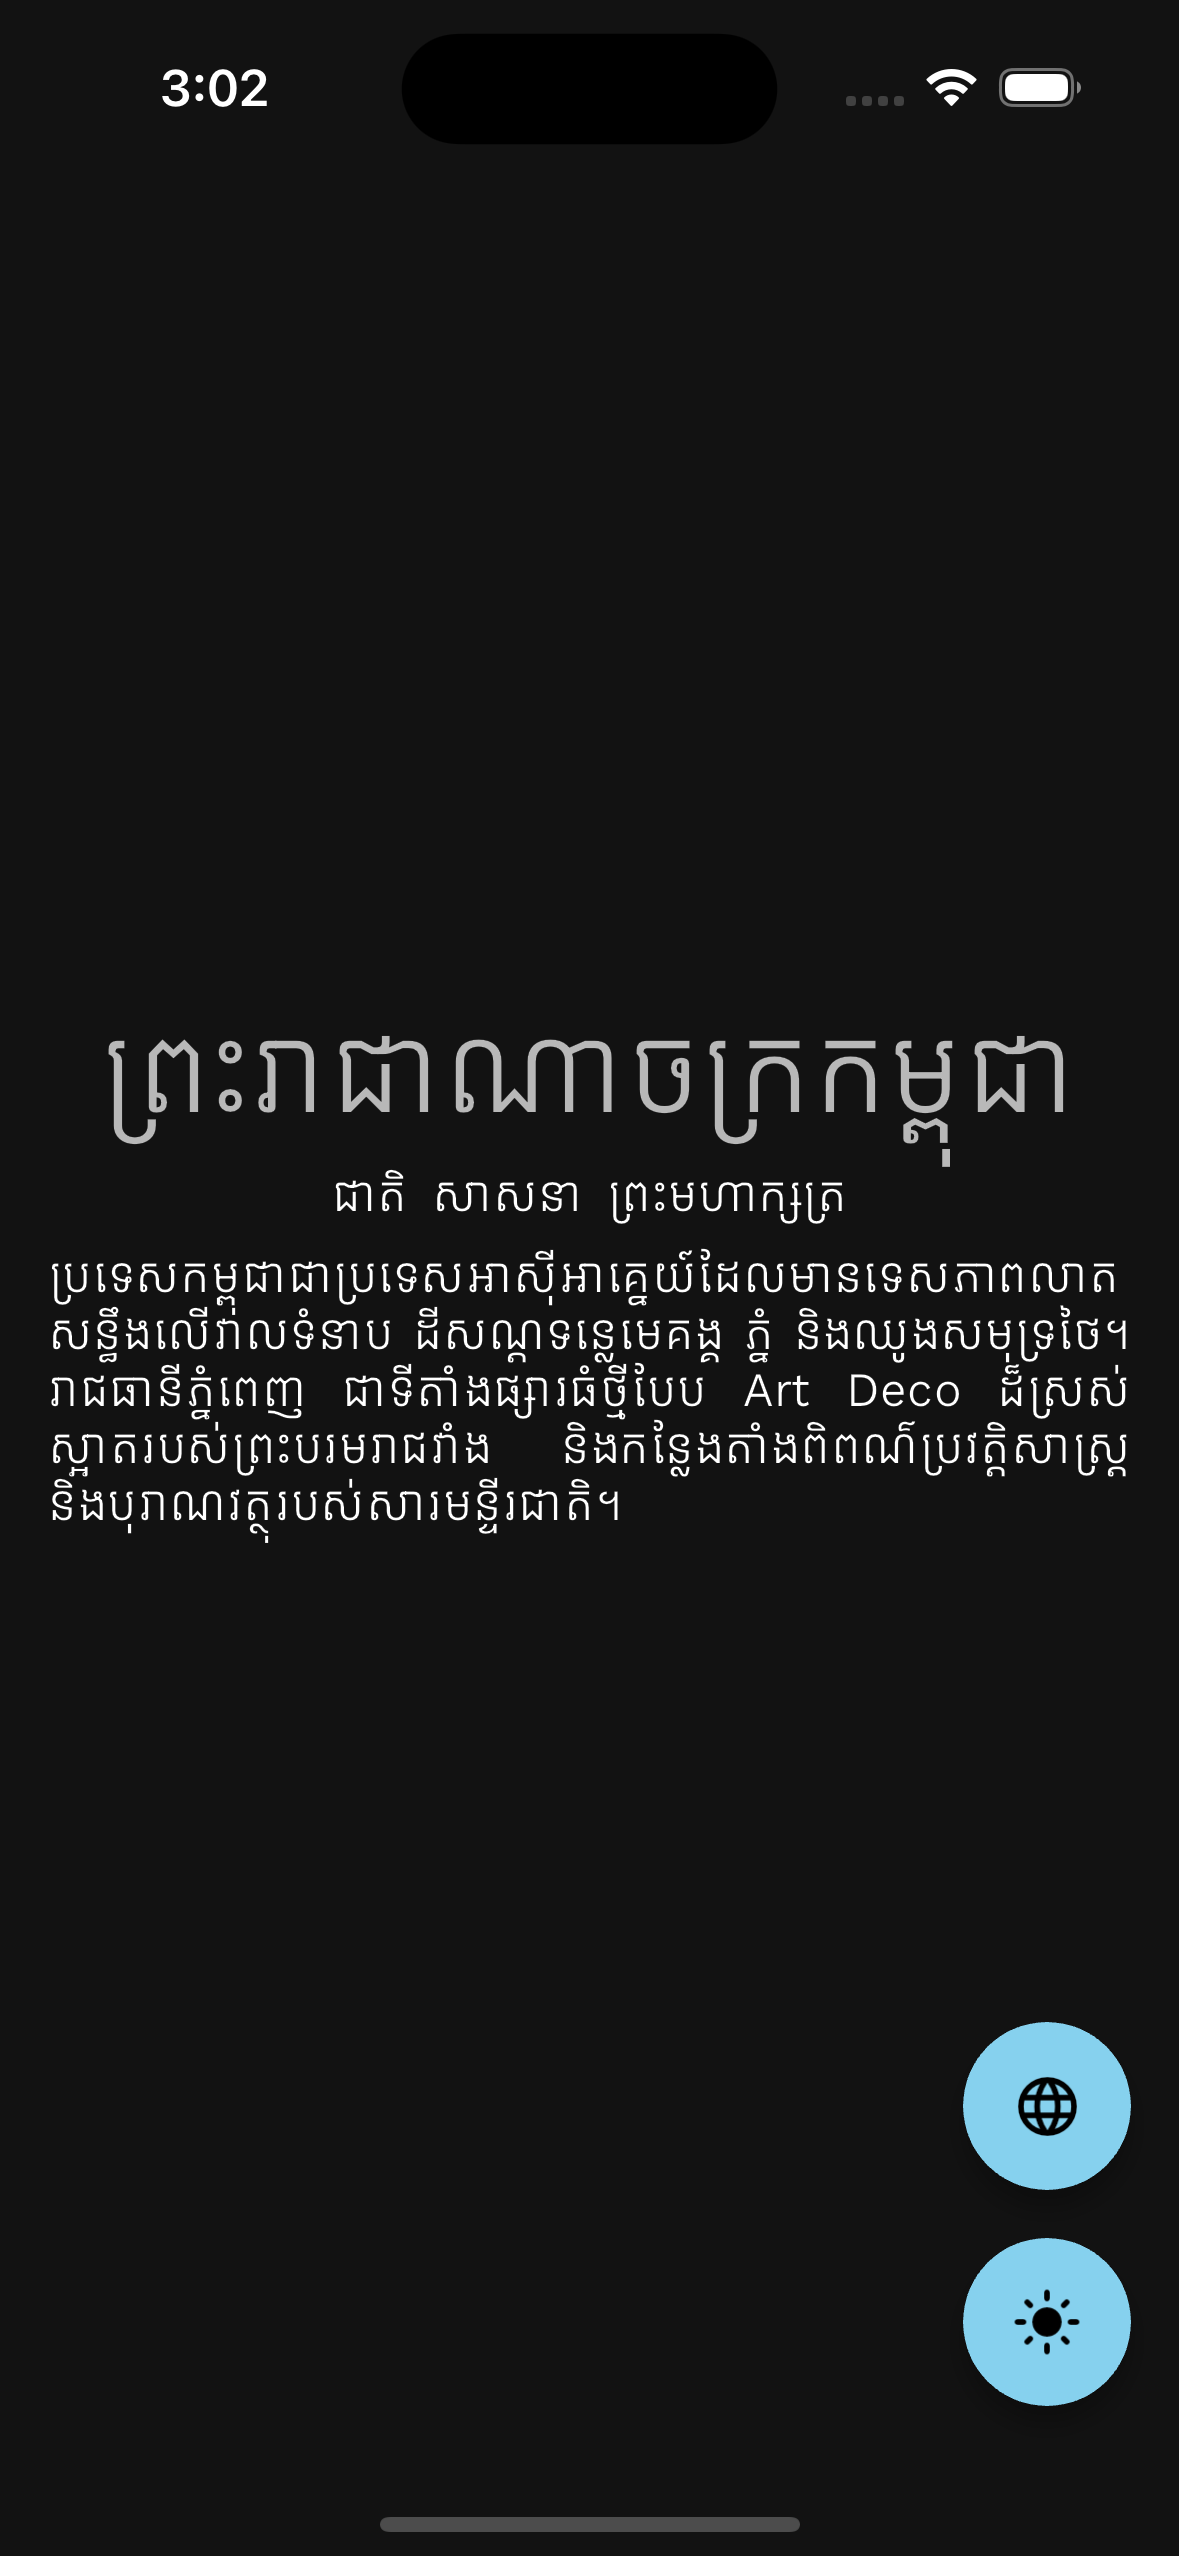 3:02
ព្រះរាជាណាចក្រកម្ពុជា
ជាតិ សាសនា ព្រះមហាក្សត្រ
ប្រទេសកម្ពុជាជាប្រទេសអាស៊ីអាគ្នេយ៍ដែលមានទេសភាពលាត
សន្ធឹងលើវាលទំនាប ដីសណ្តទន្លេមេគង្គ ភ្នំ និងឈូងសមុទ្រថៃ។
រាជធានីភ្នំពេញ ជាទីតាំងផ្សារធំថ្មីបែប Art Deco ដ៏ស្រស់
ស្អាតរបស់ព្រះបរមរាជវាំង និងកន្លែងតាំងពិពណ៌ប្រវត្តិសាស្ត្រ
និងបុរាណវត្ថុរបស់សារមន្ទីរជាតិ។